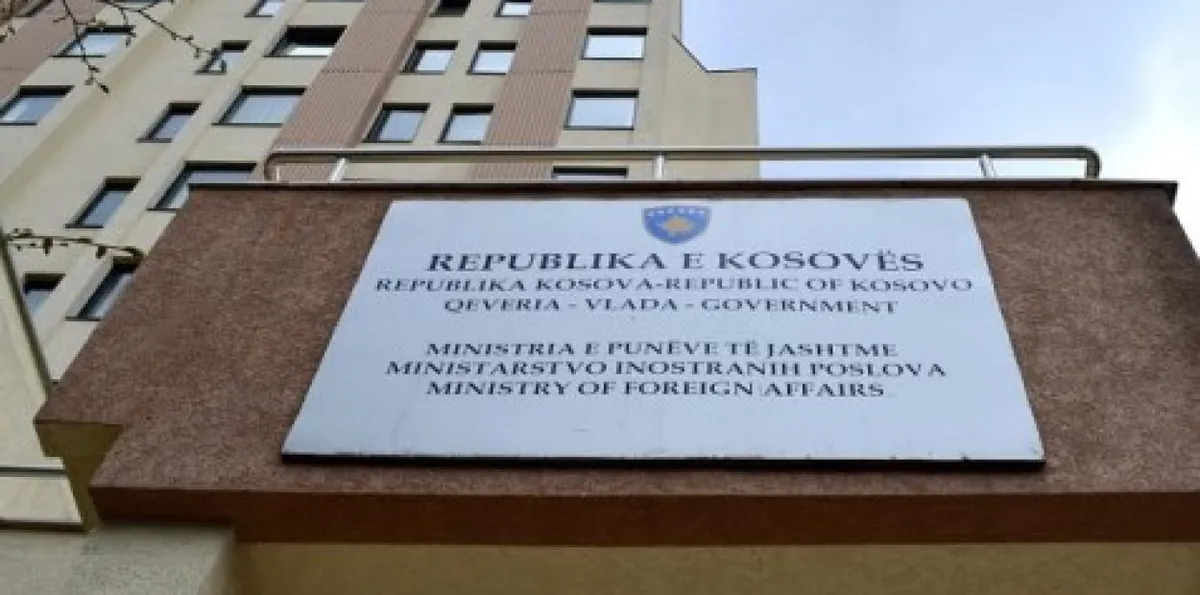 REPUBLIKA E KOSOVËS
REPUBLIKA KOSOVA-REPUBLIC OF KOSOVO
QEVERIA - VLADA - GOVERNMENT
MINISTRIA E PUNËVE TË JASHTME
MINISTARSTVO INOSTRANIH POSLOVA
MINISTRY OF FOREIGN AFFAIRS